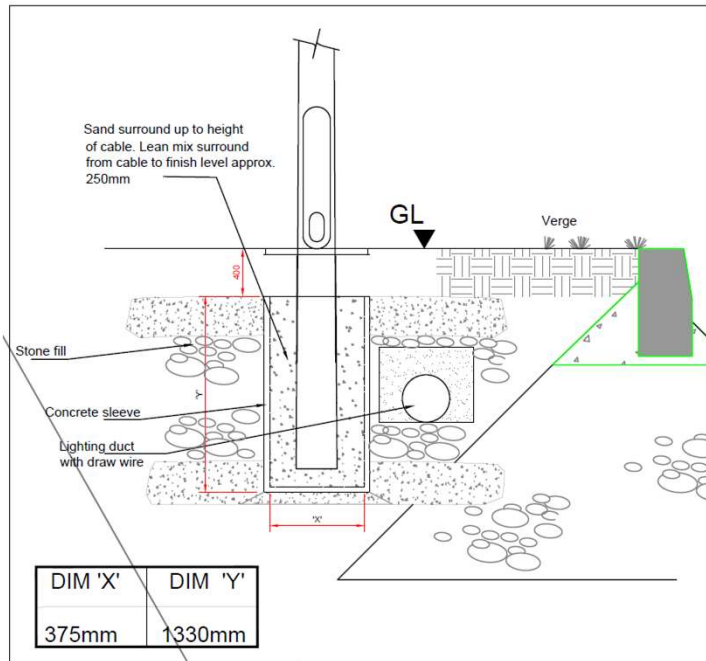 Sand surround up to height
of cable. Lean mix surround
from cable to finish level approx.
250mm
GL
Verge
400
Stone fill
'Y'
Concrete sleeve
Lighting duct
with draw wire
'X'
DIM 'X' DIM 'Y'
375mm 1330mm